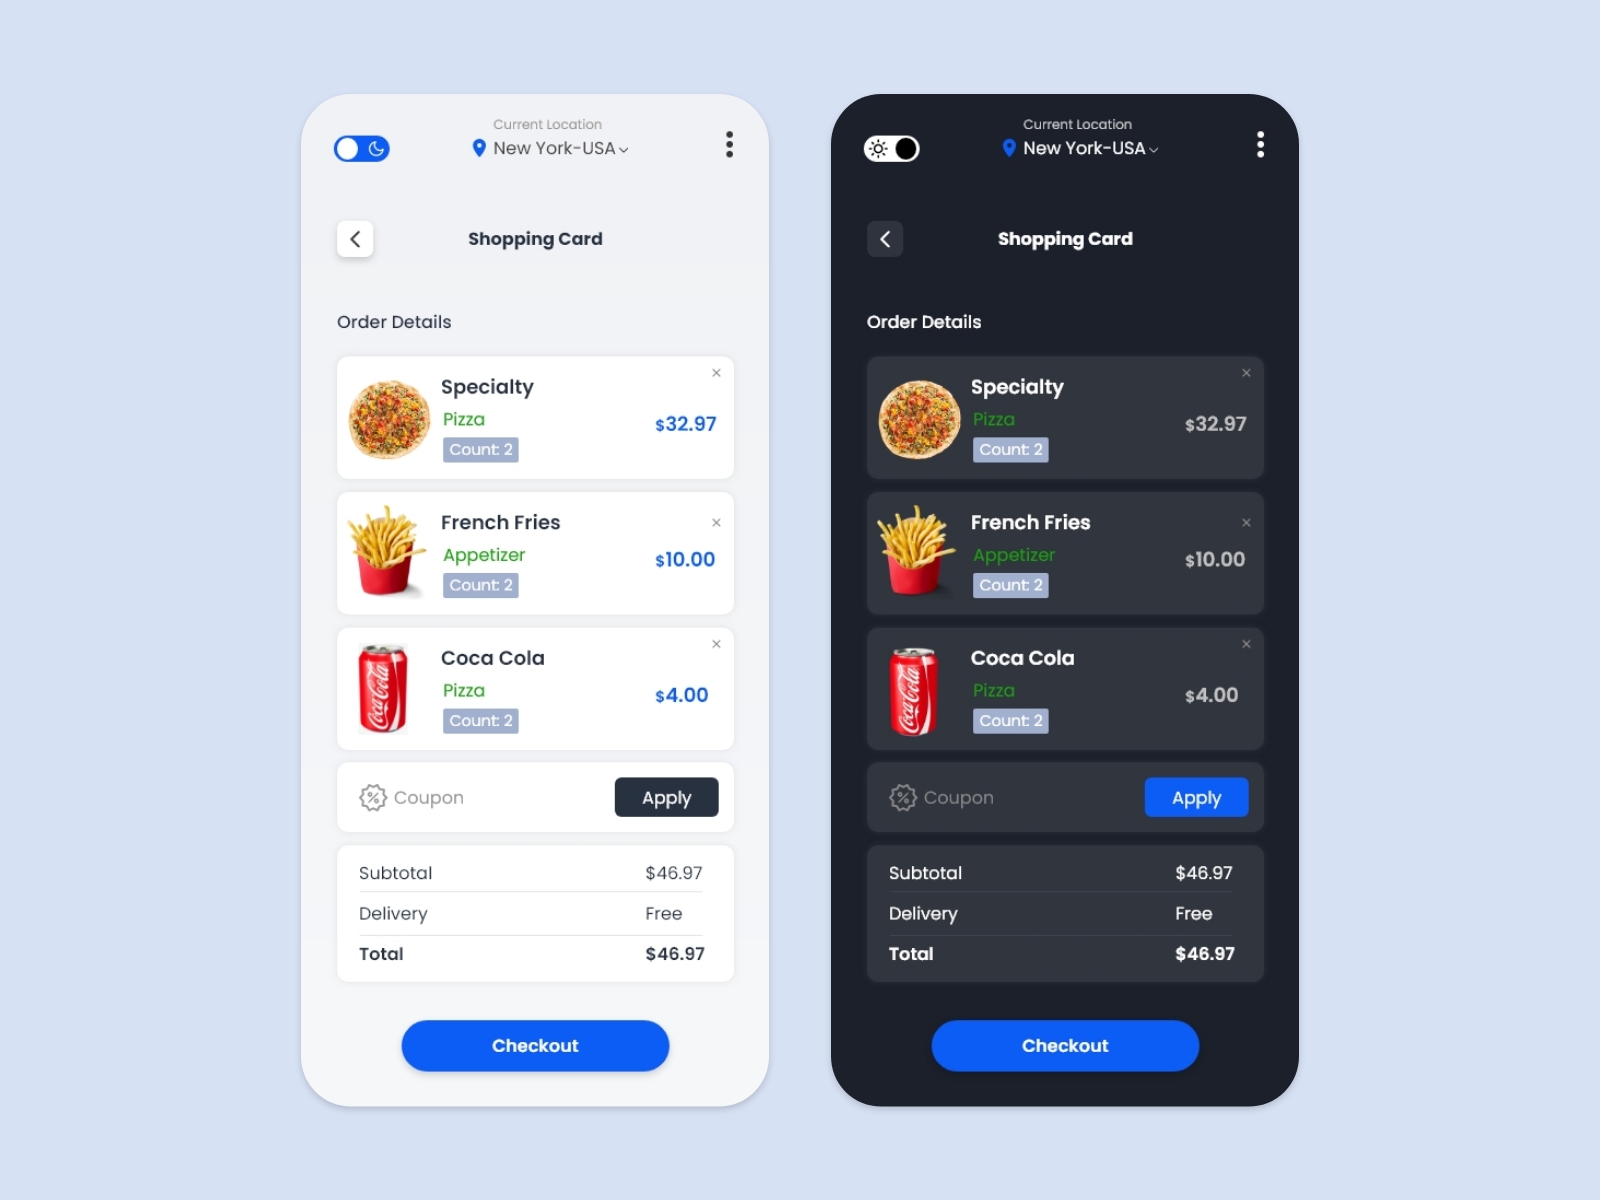 Current Location
New York-USA
Shopping Card
Order Details
Specialty
Pizza
$32.97
Count: 2
French Fries
Appetizer
$10.00
Count: 2
Coca Cola
Coca-Cola
Pizza
$4.00
Count: 2
Coupon
Apply
Subtotal
$46.97
Delivery
Free
Total
$46.97
Checkout
Current Location
New York-USA
Shopping Card
Order Details
Specialty
Pizza
$32.97
Count: 2
French Fries
Appetizer
$10.00
Count: 2
Coca Cola
Coca-Cola
Pizza
$4.00
Count: 2
Coupon
Apply
Subtotal
$46.97
Delivery
Free
Total
$46.97
Checkout